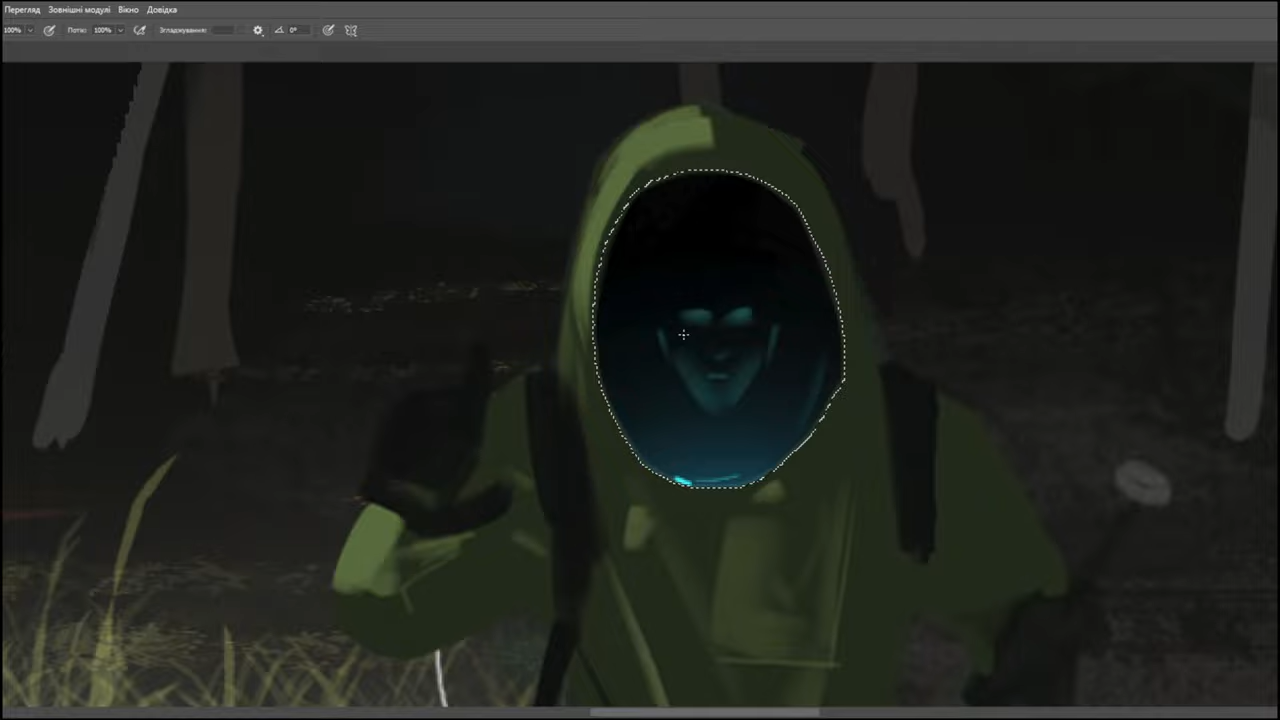 Перегляд Зовнішні модулі Вікно Довідка
100% Потік: 100% Згладжування: 0°